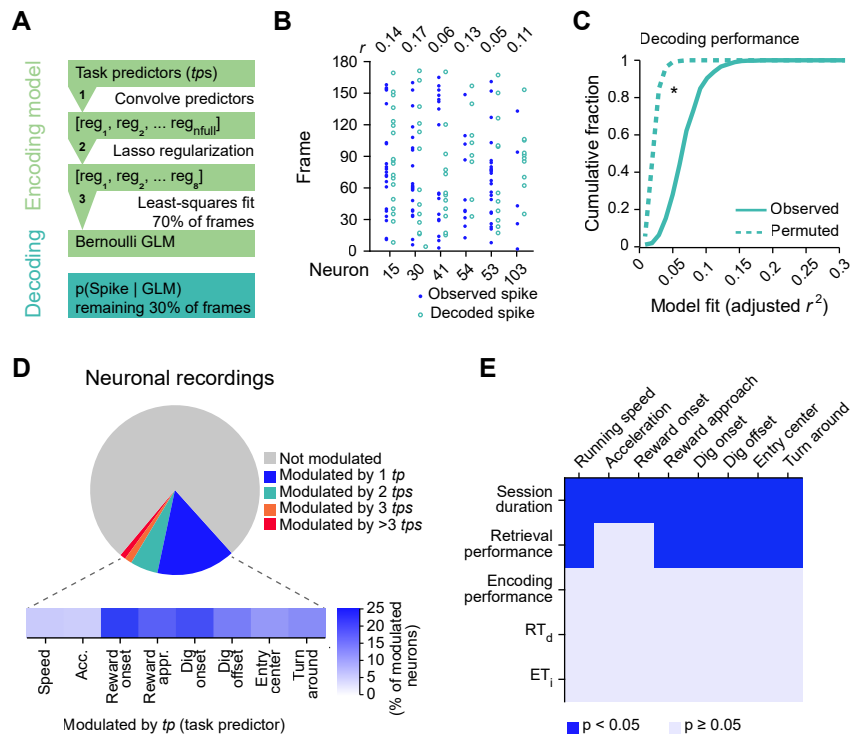 A
Encoding model
Decoding
Task predictors (tps)
1
Convolve predictors
[reg1, reg2, ... regnfull]
2
Lasso regularization
[reg1, reg2, ... reg8]
3
Least-squares fit
70% of frames
Bernoulli GLM
p(Spike | GLM)
remaining 30% of frames
B
r 0.14 0.17 0.06 0.13 0.05 0.11
180
150
120
90
60
30
0
Frame
Neuron 15 30 41 54 53 103
Observed spike
Decoded spike
C
Decoding performance
1
0.8
0.6
0.4
0.2
0
Cumulative fraction
*
Observed
Permuted
0 0.05 0.1 0.15 0.2 0.25 0.3
Model fit (adjusted r²)
D
Neuronal recordings
Not modulated
Modulated by 1 tp
Modulated by 2 tps
Modulated by 3 tps
Modulated by >3 tps
Speed
Acc.
Reward
onset
Reward
appr.
Dig
onset
Dig
offset
Entry
center
Turn
around
25
20
15
10
5
0
(% of modulated
neurons)
Modulated by tp (task predictor)
E
Running speed
Acceleration
Reward onset
Reward approach
Dig onset
Dig offset
Entry center
Turn around
Session
duration
Retrieval
performance
Encoding
performance
RTd
ETi
p < 0.05
p ≥ 0.05